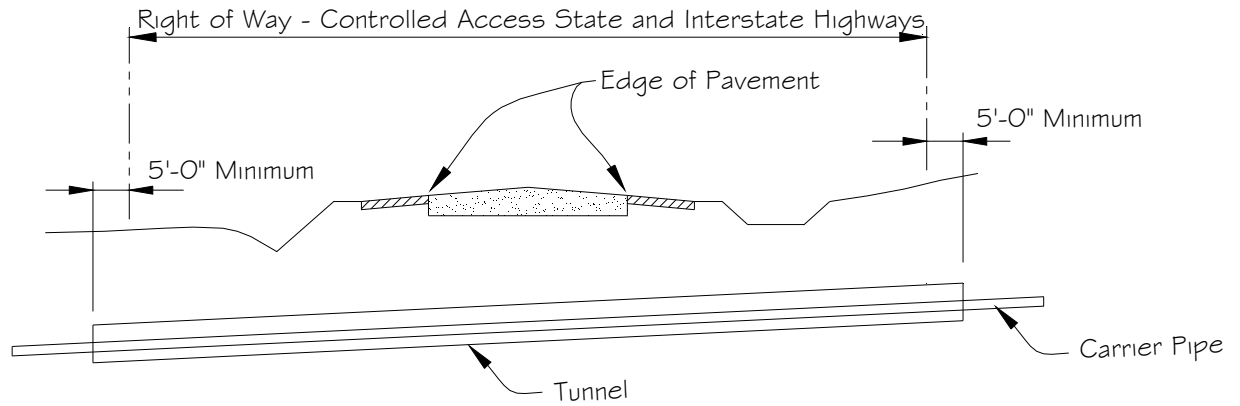 Right of Way - Controlled Access State and Interstate Highways
Edge of Pavement
5'-0" Minimum
5'-0" Minimum
Carrier Pipe
Tunnel